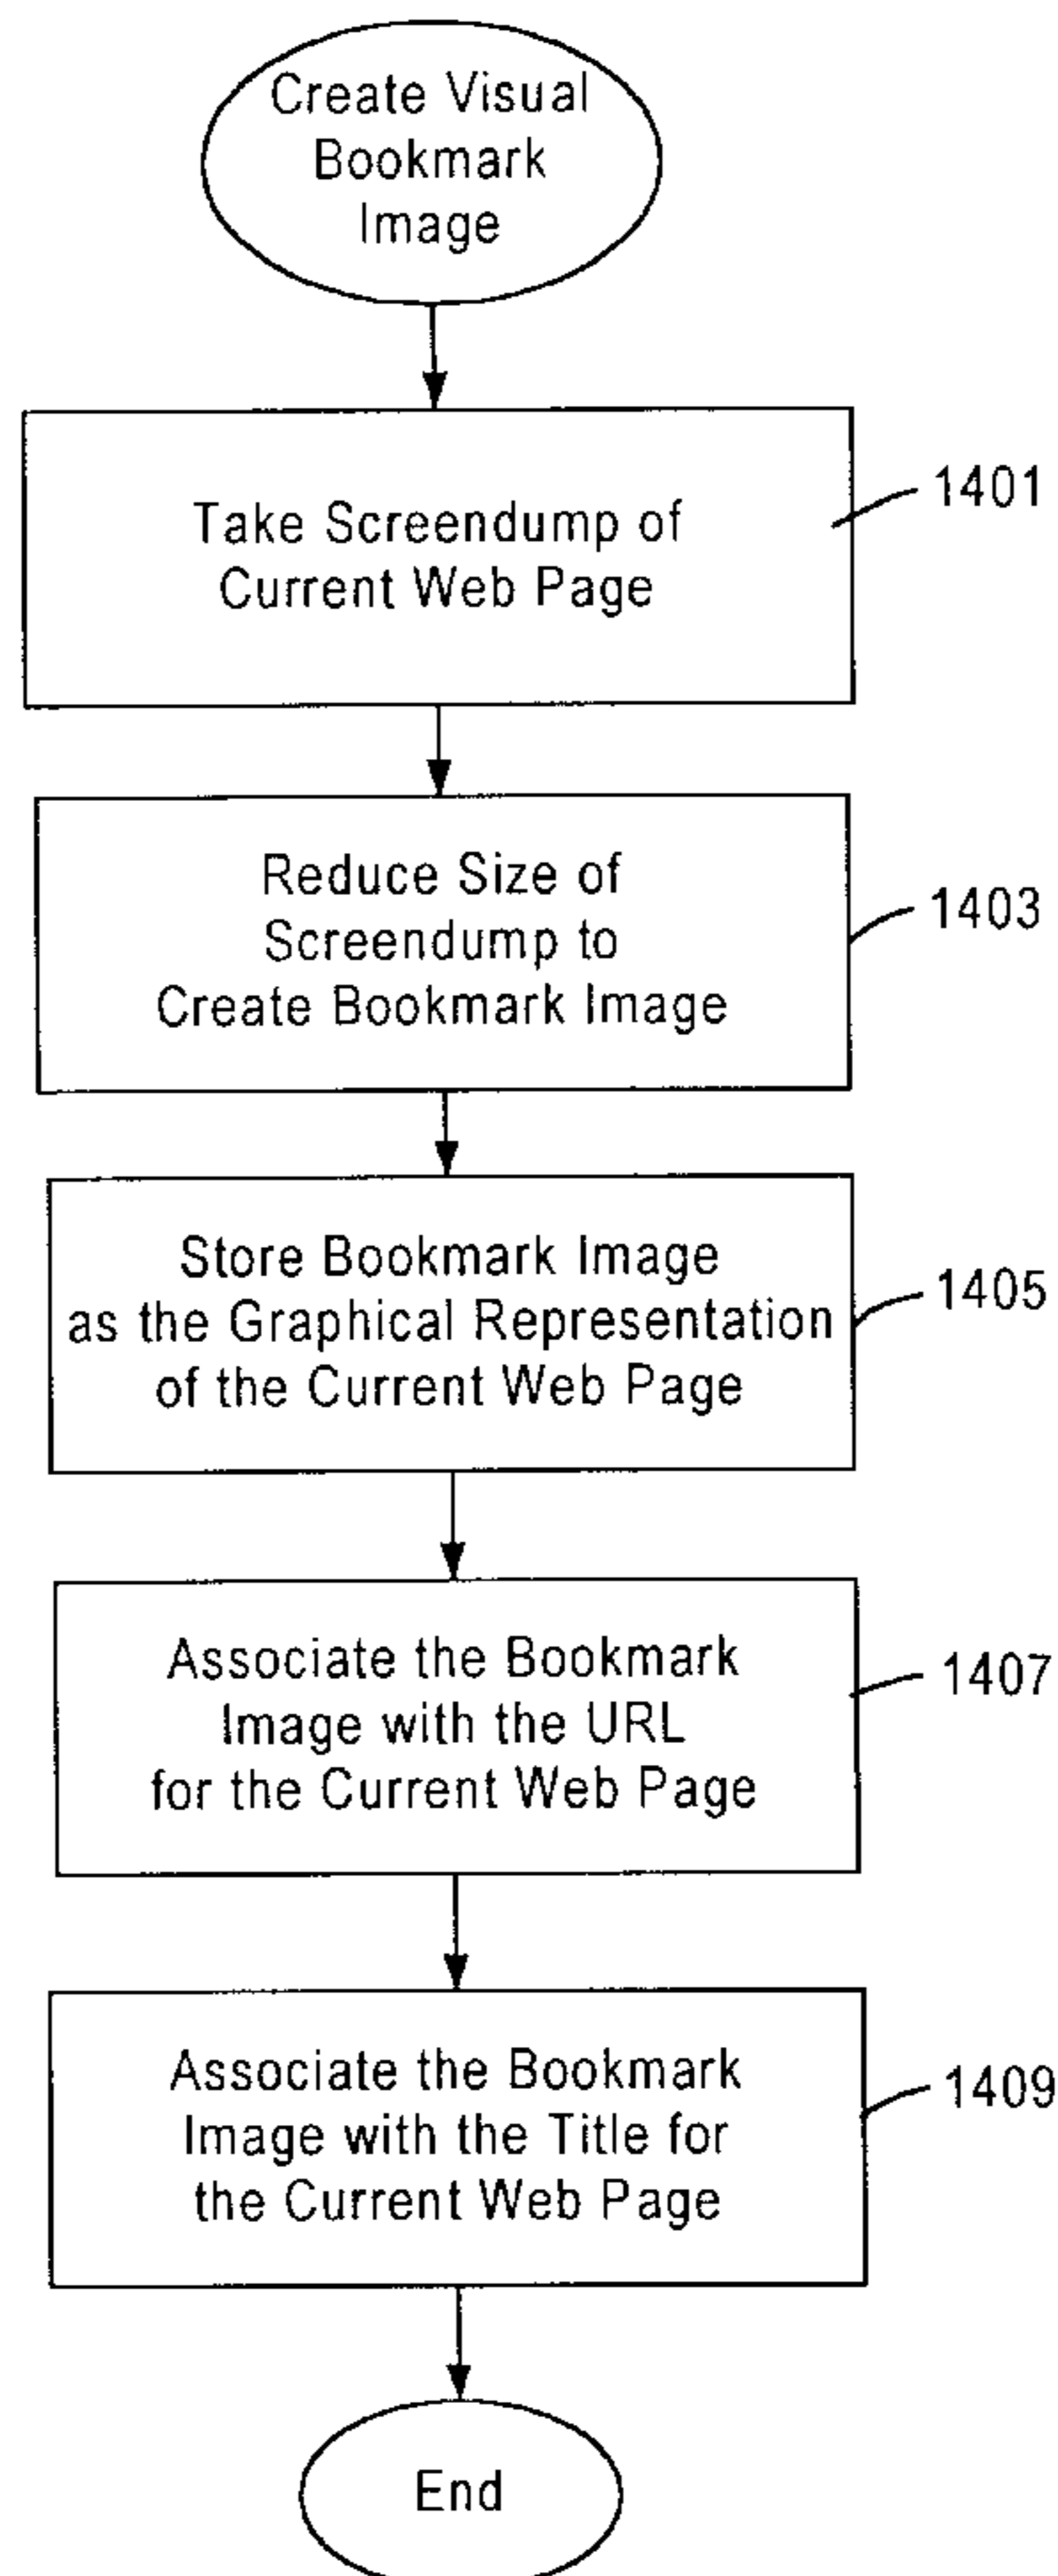 Create Visual
Bookmark
Image
Take Screendump of
Current Web Page
1401
Reduce Size of
Screendump to
Create Bookmark Image
1403
Store Bookmark Image
as the Graphical Representation
of the Current Web Page
1405
Associate the Bookmark
Image with the URL
for the Current Web Page
1407
Associate the Bookmark
Image with the Title for
the Current Web Page
1409
End